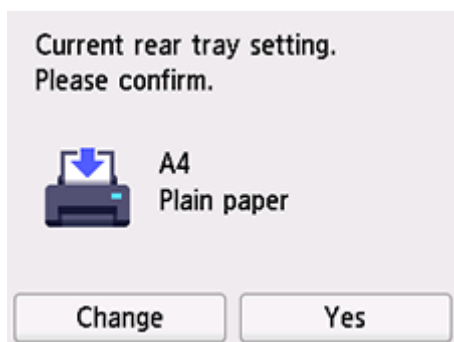 Current rear tray setting.
Please confirm.
A4
Plain paper
Change
Yes